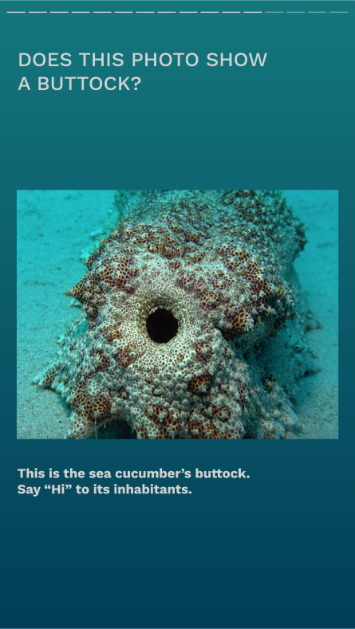 DOES THIS PHOTO SHOW
A BUTTOCK?
This is the sea cucumber's buttock.
Say “Hi” to its inhabitants.